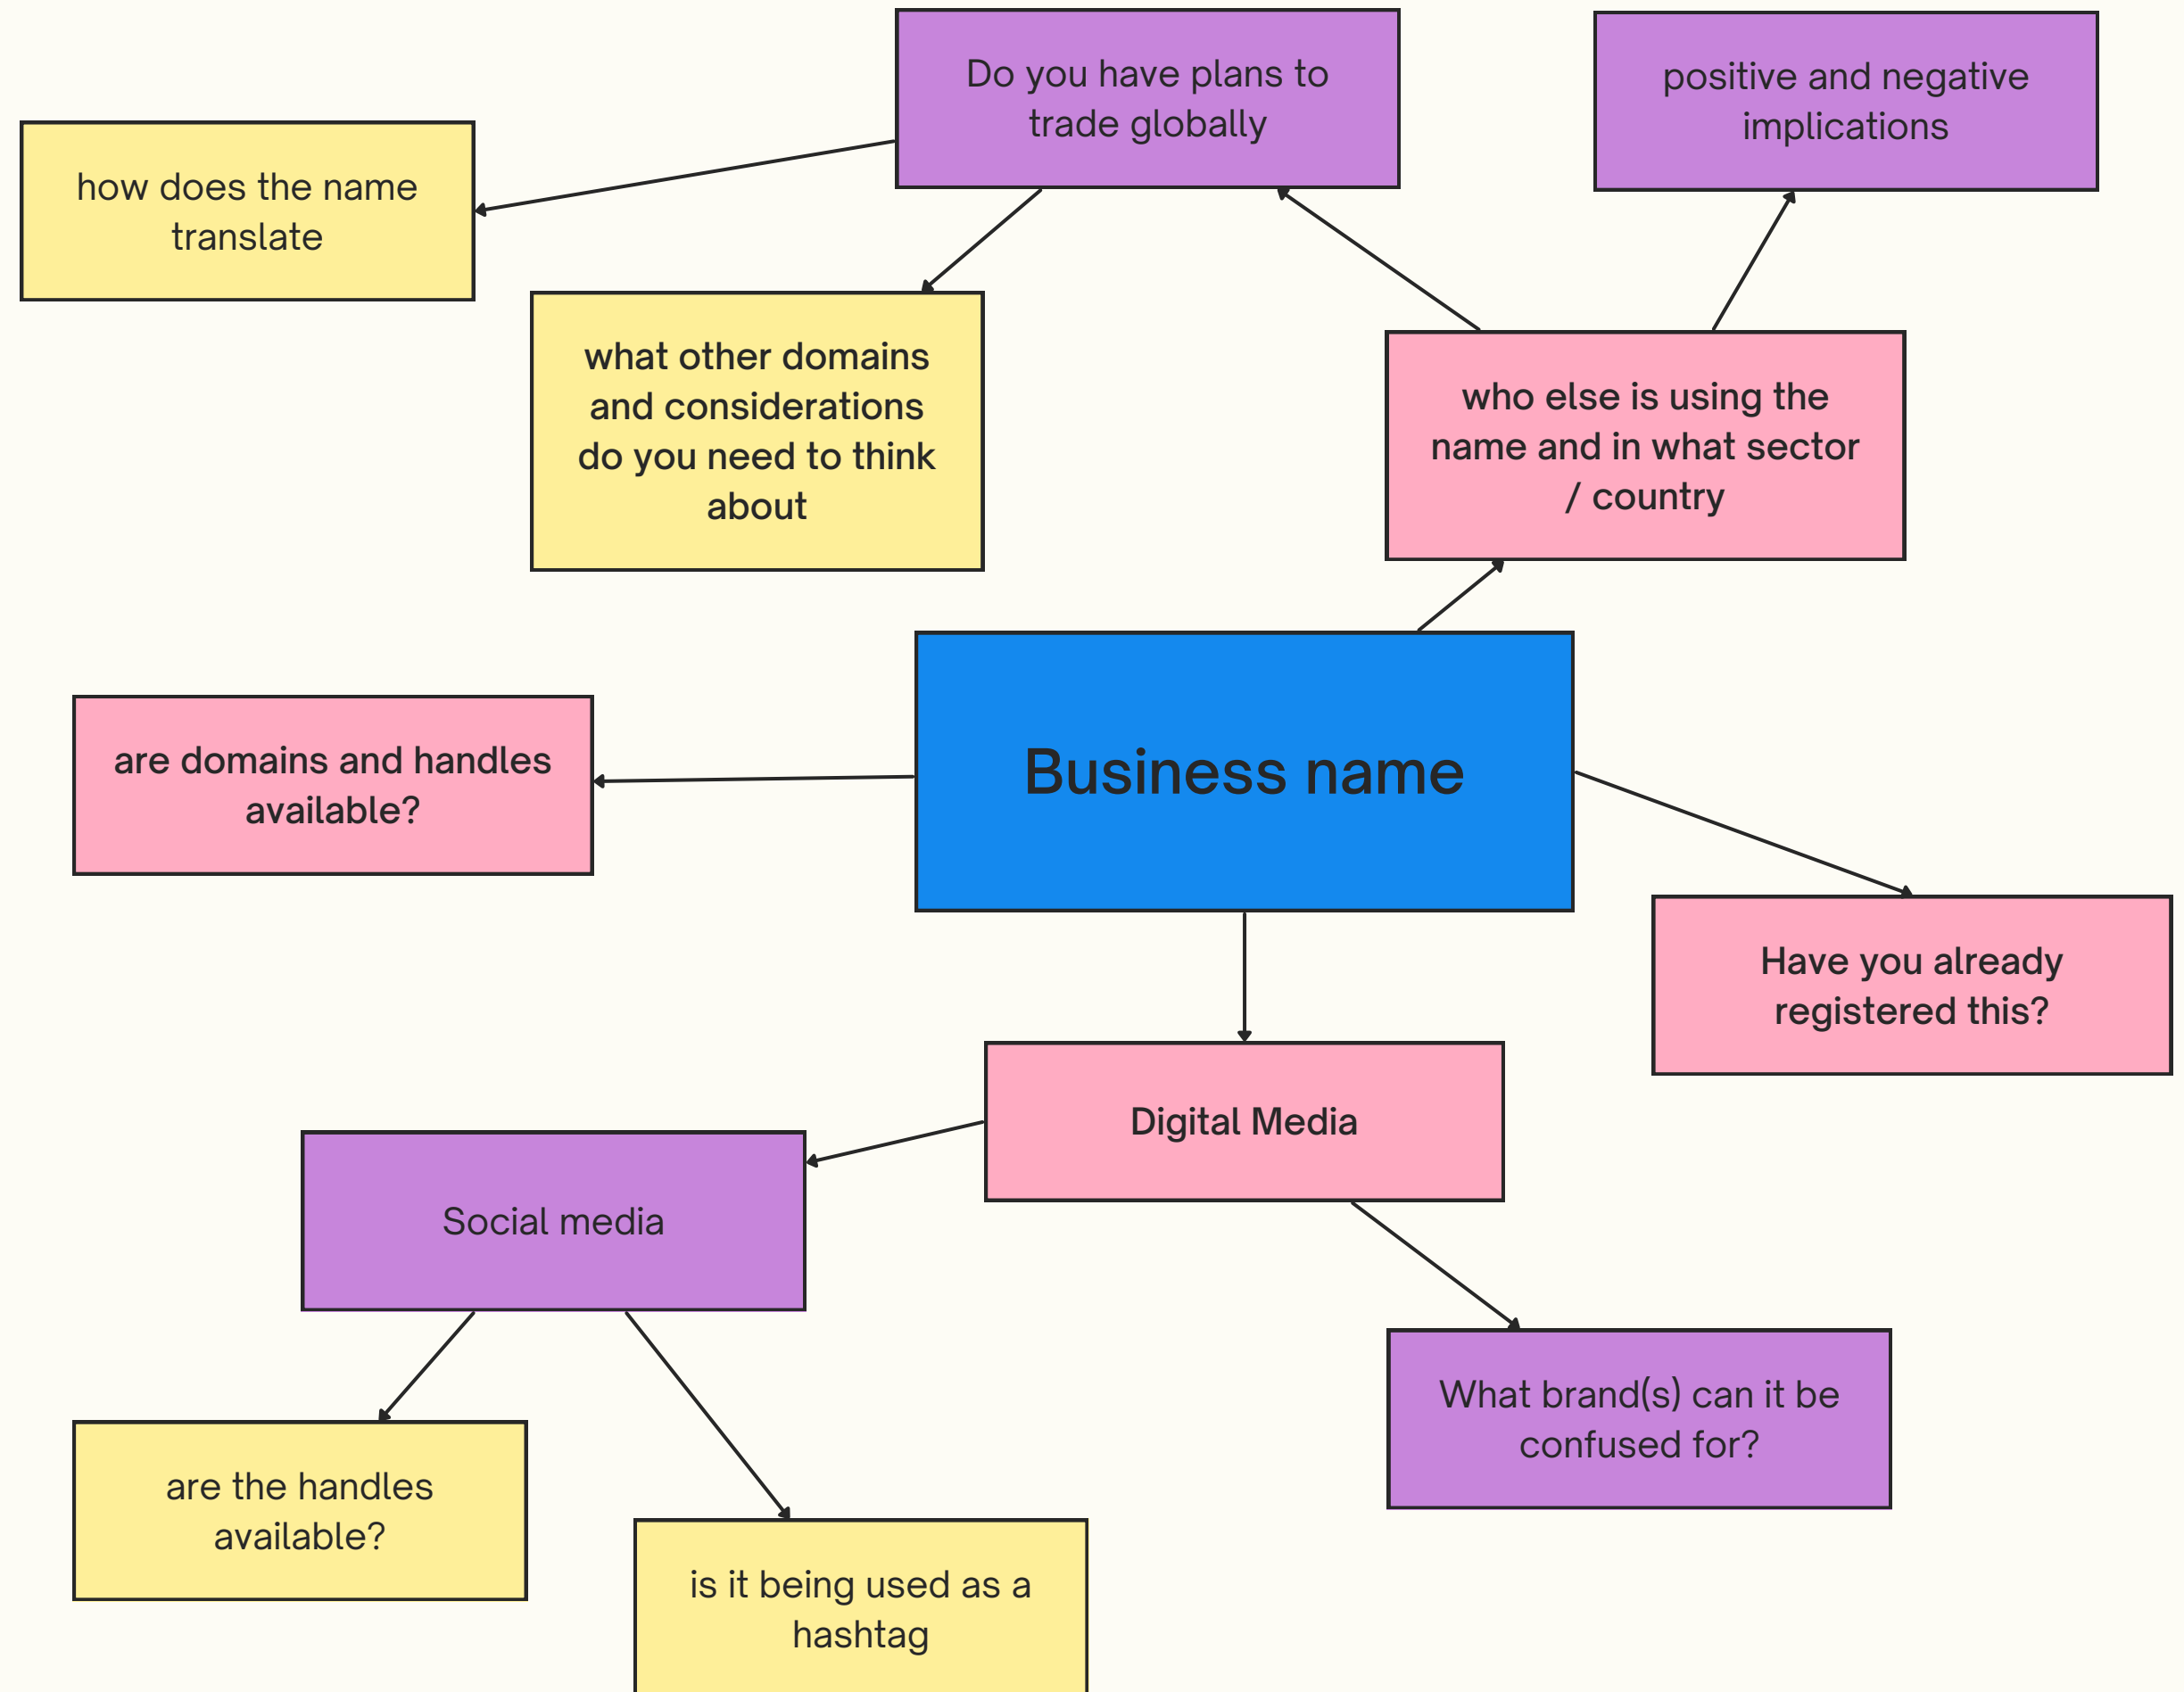 Do you have plans to
trade globally
positive and negative
implications
how does the name
translate
what other domains
and considerations
do you need to think
about
who else is using the
name and in what sector
/ country
are domains and handles
available?
Business name
Have you already
registered this?
Digital Media
Social media
What brand(s) can it be
confused for?
are the handles
available?
is it being used as a
hashtag